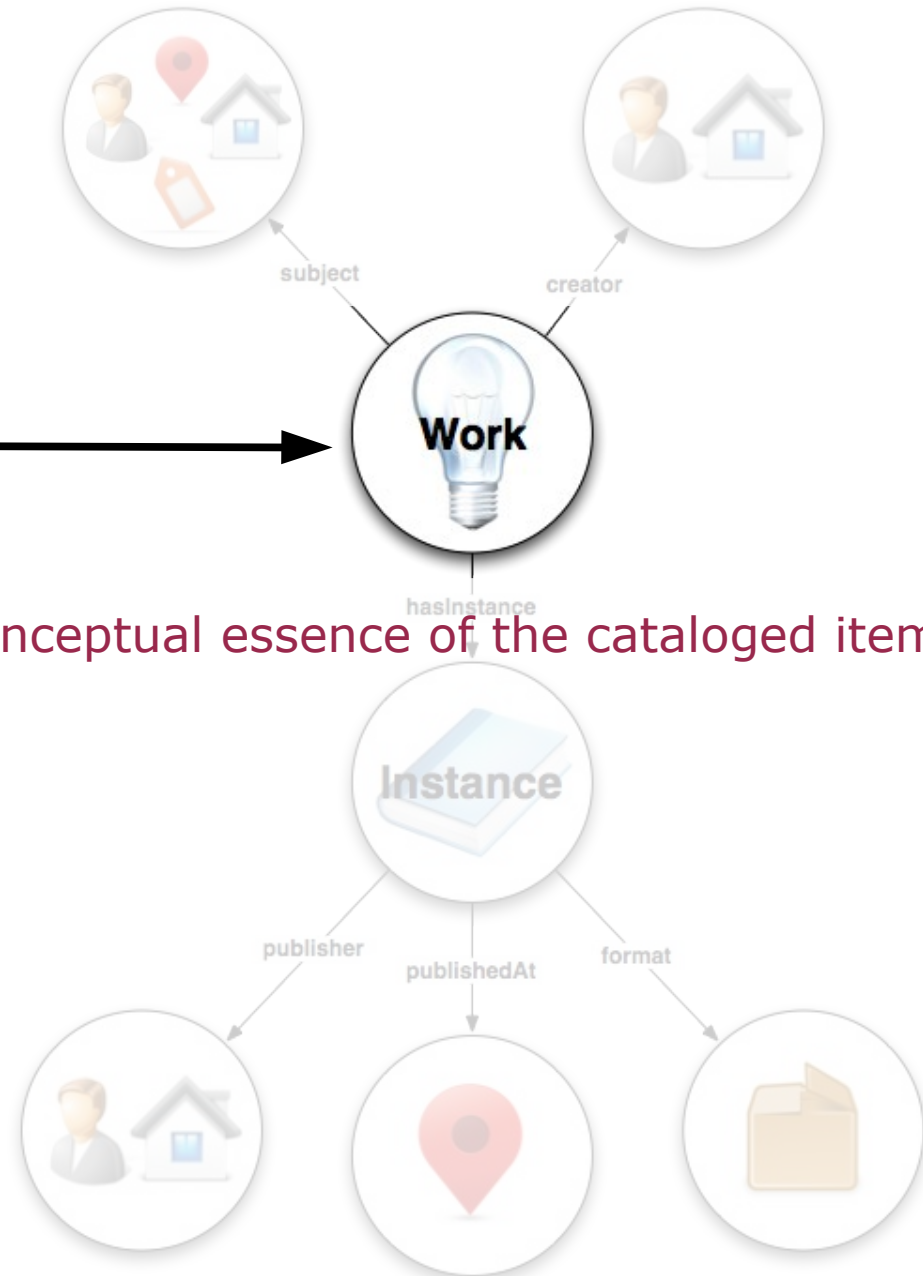 subject
creator
Work
hasInstance
nceptual essence of the cataloged item
Instance
publisher
publishedAt
format